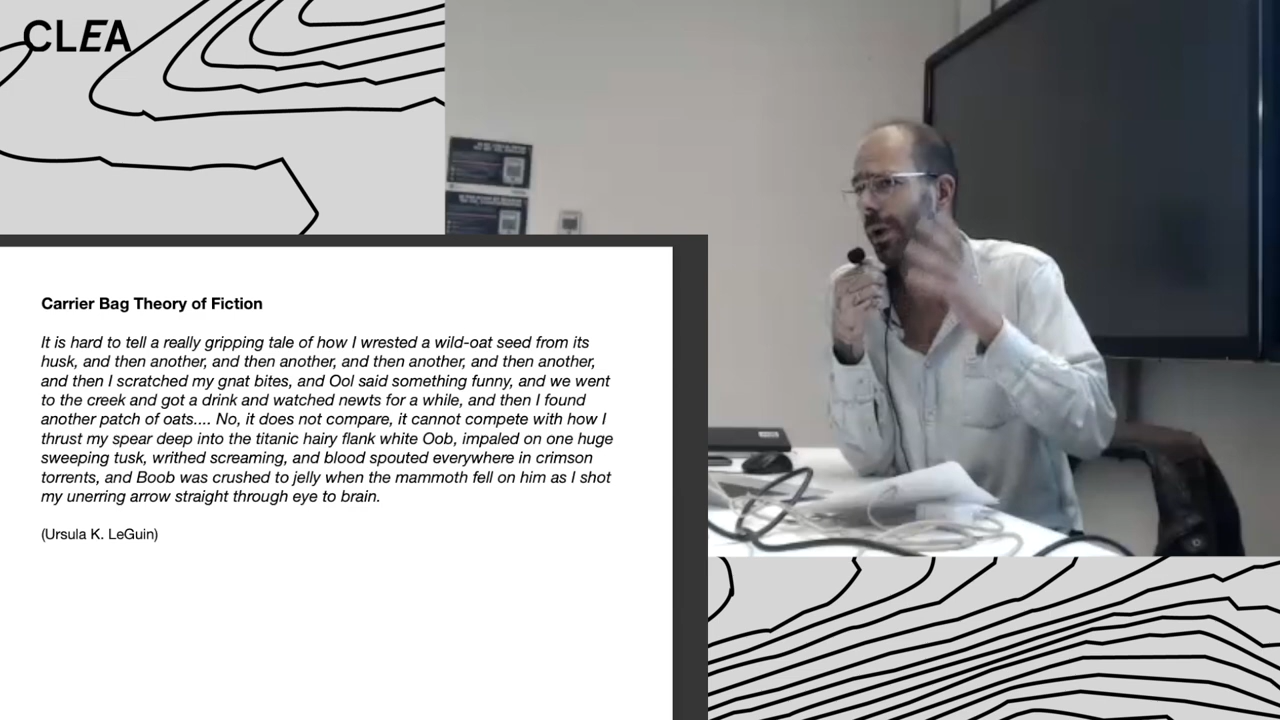 CLEA
Carrier Bag Theory of Fiction
It is hard to tell a really gripping tale of how I wrested a wild-oat seed from its
husk, and then another, and then another, and then another, and then another,
and then I scratched my gnat bites, and Ool said something funny, and we went
to the creek and got a drink and watched newts for a while, and then I found
another patch of oats.... No, it does not compare, it cannot compete with how I
thrust my spear deep into the titanic hairy flank white Oob, impaled on one huge
sweeping tusk, writhed screaming, and blood spouted everywhere in crimson
torrents, and Boob was crushed to jelly when the mammoth fell on him as I shot
my unerring arrow straight through eye to brain.
(Ursula K. LeGuin)